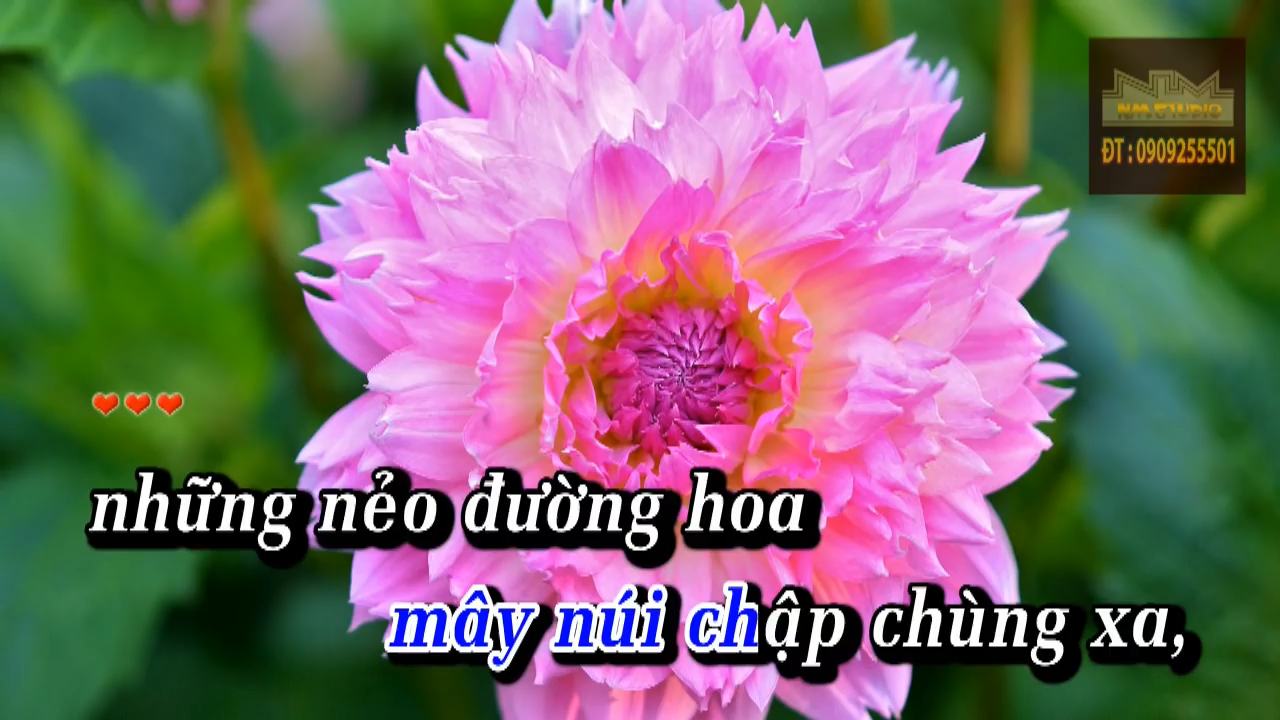 NM STUDIO
ĐT : 0909255501
những nẻo đường hoa
mây núi chập chùng xa,